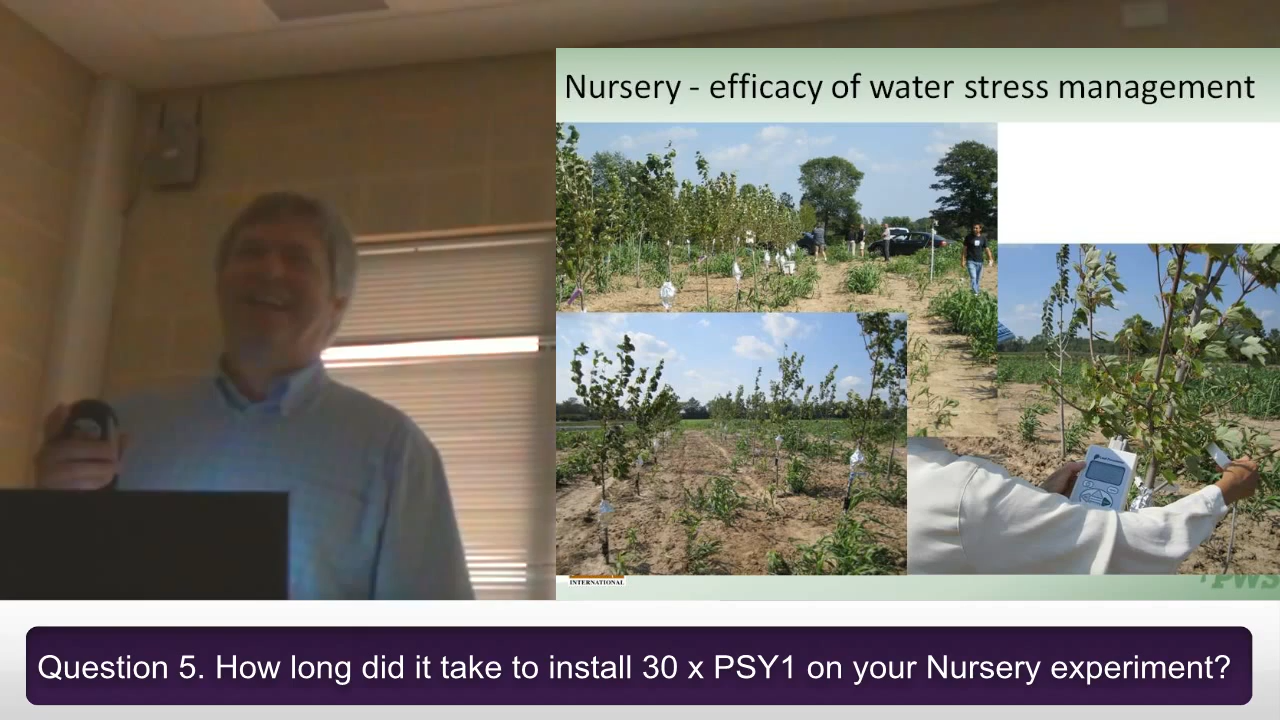 Nursery - efficacy of water stress management
INTERNATIONAL
PWS
Question 5. How long did it take to install 30 x PSY1 on your Nursery experiment?